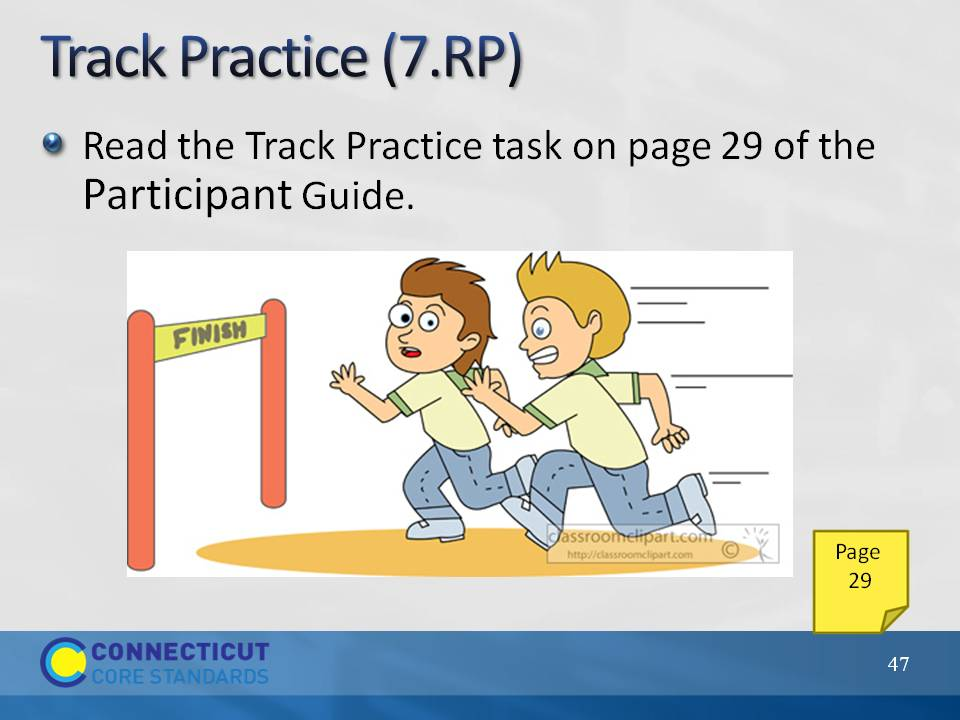 Track Practice (7.RP)
Read the Track Practice task on page 29 of the
Participant Guide.
FINISH
classroomclipart.com
http://classroomclipart.com ©
Page
29
CONNECTICUT
CORE STANDARDS
47